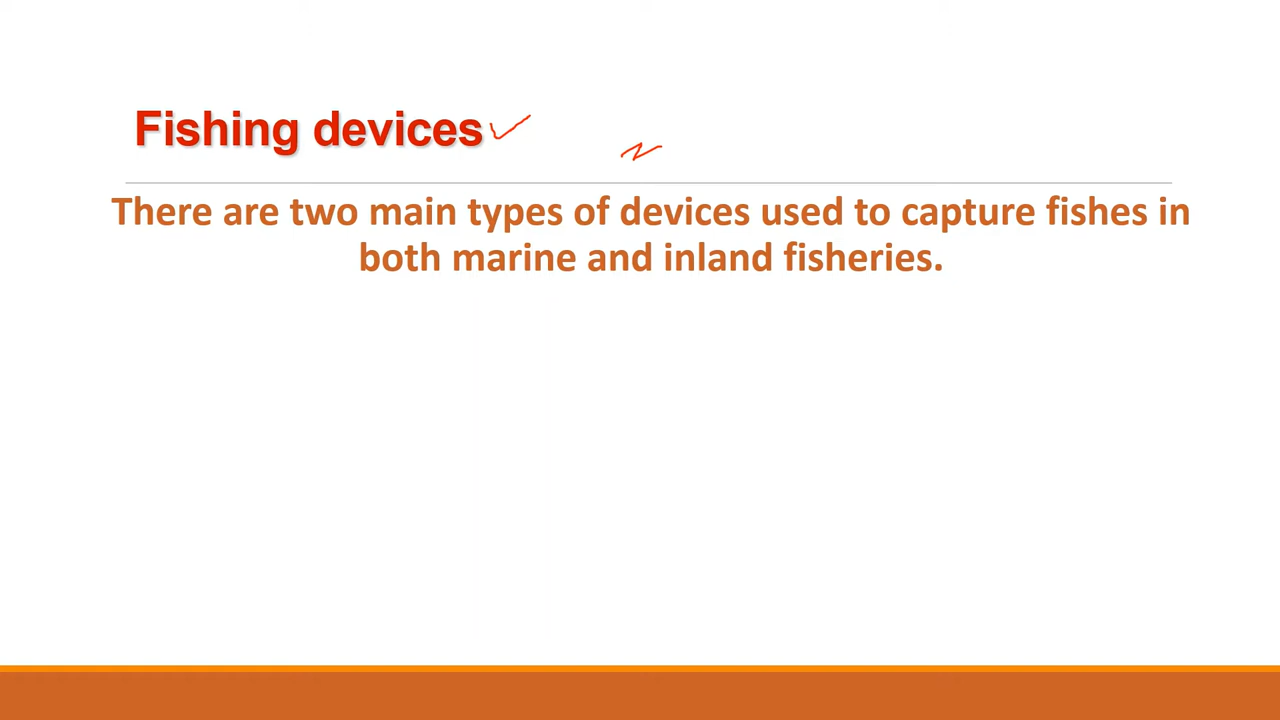 Fishing devices
There are two main types of devices used to capture fishes in
both marine and inland fisheries.